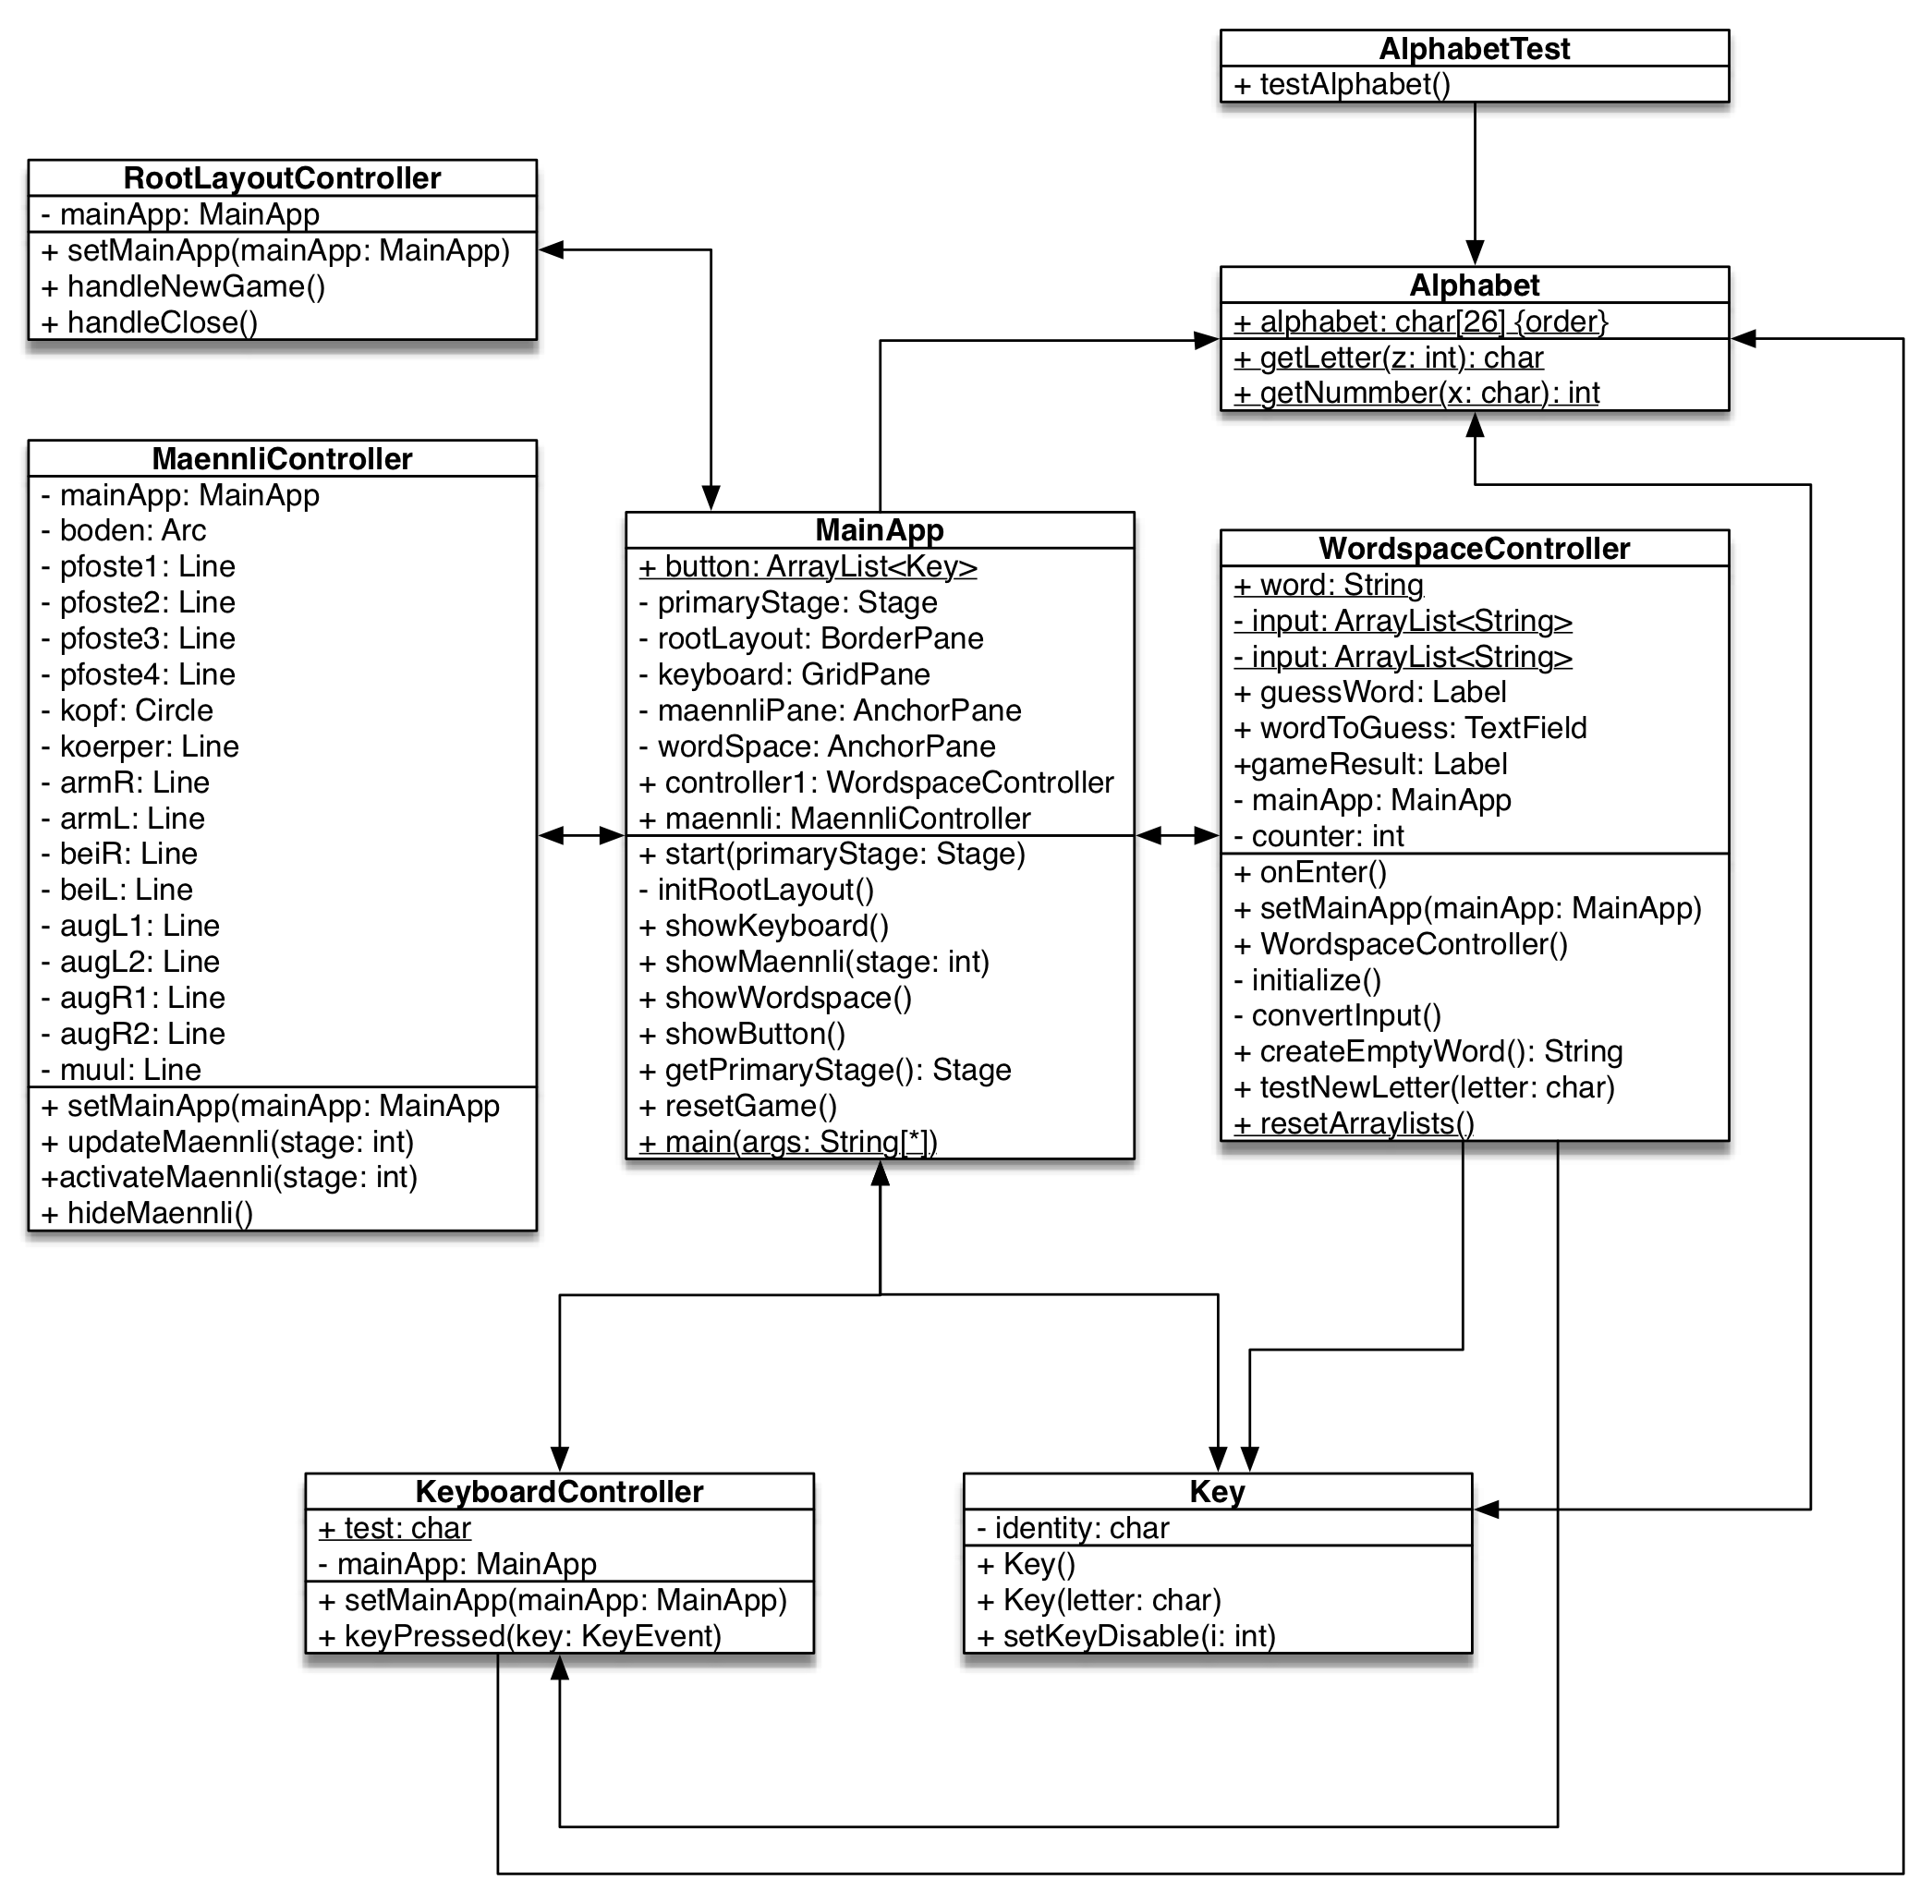 AlphabetTest
+ testAlphabet()
RootLayoutController
- mainApp: MainApp
+ setMainApp(mainApp: MainApp)
+ handleNewGame()
+ handleClose()
Alphabet
+ alphabet: char[26] {order}
+ getLetter(z: int): char
+ getNummber(x: char): int
MaennliController
- mainApp: MainApp
- boden: Arc
- pfoste1: Line
- pfoste2: Line
- pfoste3: Line
- pfoste4: Line
- kopf: Circle
- koerper: Line
- armR: Line
- armL: Line
- beiR: Line
- beiL: Line
- augL1: Line
- augL2: Line
- augR1: Line
- augR2: Line
- muul: Line
+ setMainApp(mainApp: MainApp
+ updateMaennli(stage: int)
+activateMaennli(stage: int)
+ hideMaennli()
MainApp
+ button: ArrayList<Key>
- primaryStage: Stage
- rootLayout: BorderPane
- keyboard: GridPane
- maennliPane: AnchorPane
- wordSpace: AnchorPane
+ controller1: WordspaceController
+ maennli: MaennliController
+ start(primaryStage: Stage)
- initRootLayout()
+ showKeyboard()
+ showMaennli(stage: int)
+ showWordspace()
+ showButton()
+ getPrimaryStage(): Stage
+ resetGame()
+ main(args: String[*])
WordspaceController
+ word: String
- input: ArrayList<String>
- input: ArrayList<String>
+ guessWord: Label
+ wordToGuess: TextField
+gameResult: Label
- mainApp: MainApp
- counter: int
+ onEnter()
+ setMainApp(mainApp: MainApp)
+ WordspaceController()
- initialize()
- convertInput()
+ createEmptyWord(): String
+ testNewLetter(letter: char)
+ resetArraylists()
KeyboardController
+ test: char
- mainApp: MainApp
+ setMainApp(mainApp: MainApp)
+ keyPressed(key: KeyEvent)
Key
- identity: char
+ Key()
+ Key(letter: char)
+ setKeyDisable(i: int)